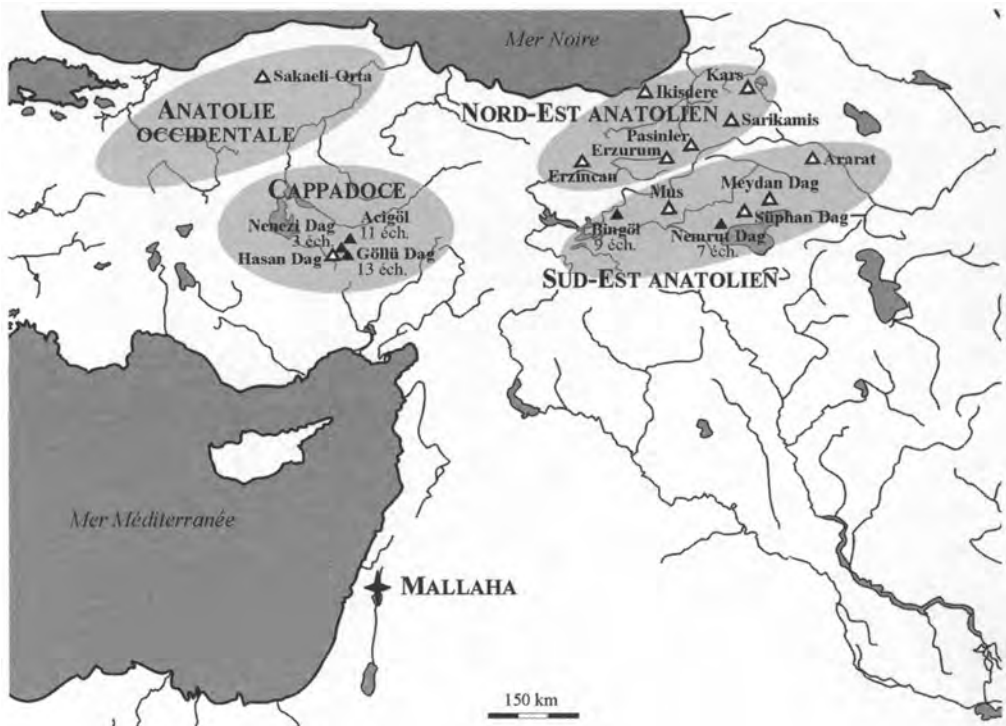 Mer Noire
Sakaeli-Orta
ANATOLIE
OCCIDENTALE
Kars
Ikisdere
NORD-EST ANATOLIEN
Sarikamis
Pasinler
Erzurum
Erzincau
Ararat
CAPPADOCE
Meydan Dag
Mus
Acigöl
11 éch.
Nenezi Dag
3 éch.
Süphan Dag
Bingöl
9 éch.
Nemrut Dag
7 éch.
Hasan Dag
Göllü Dag
13 éch.
SUD-EST ANATOLIEN
Mer Méditerranée
MALLAHA
150 km